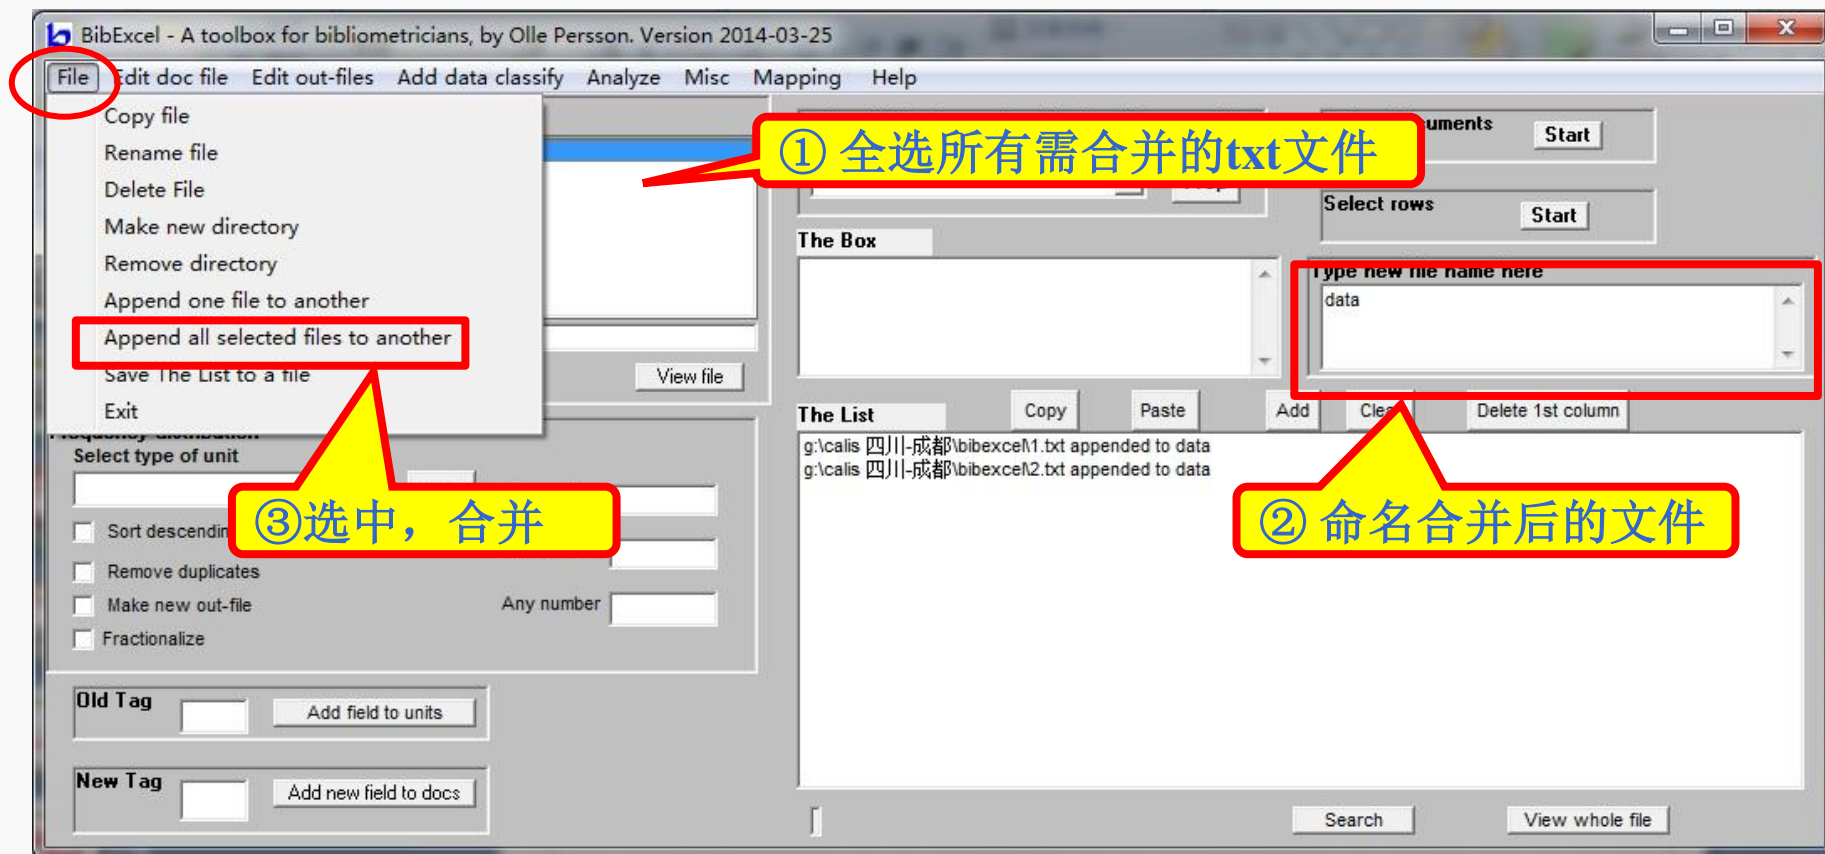 BibExcel - A toolbox for bibliometricians, by Olle Persson. Version 2014-03-25
File Edit doc file Edit out-files Add data classify Analyze Misc Mapping Help
Copy file
Rename file
Delete File
Make new directory
Remove directory
Append one file to another
Append all selected files to another
Save The List to a file
Exit
① 全选所有需合并的txt文件
Start
Select rows
Start
The Box
Type new file name here
data
View file
The List
Copy Paste Add Clear Delete 1st column
g:\calis 四川-成都\bibexcel\1.txt appended to data
g:\calis 四川-成都\bibexcel\2.txt appended to data
Frequency distribution
Select type of unit
③选中，合并
② 命名合并后的文件
Sort descending
Remove duplicates
Make new out-file
Any number
Fractionalize
Old Tag
Add field to units
New Tag
Add new field to docs
Search
View whole file